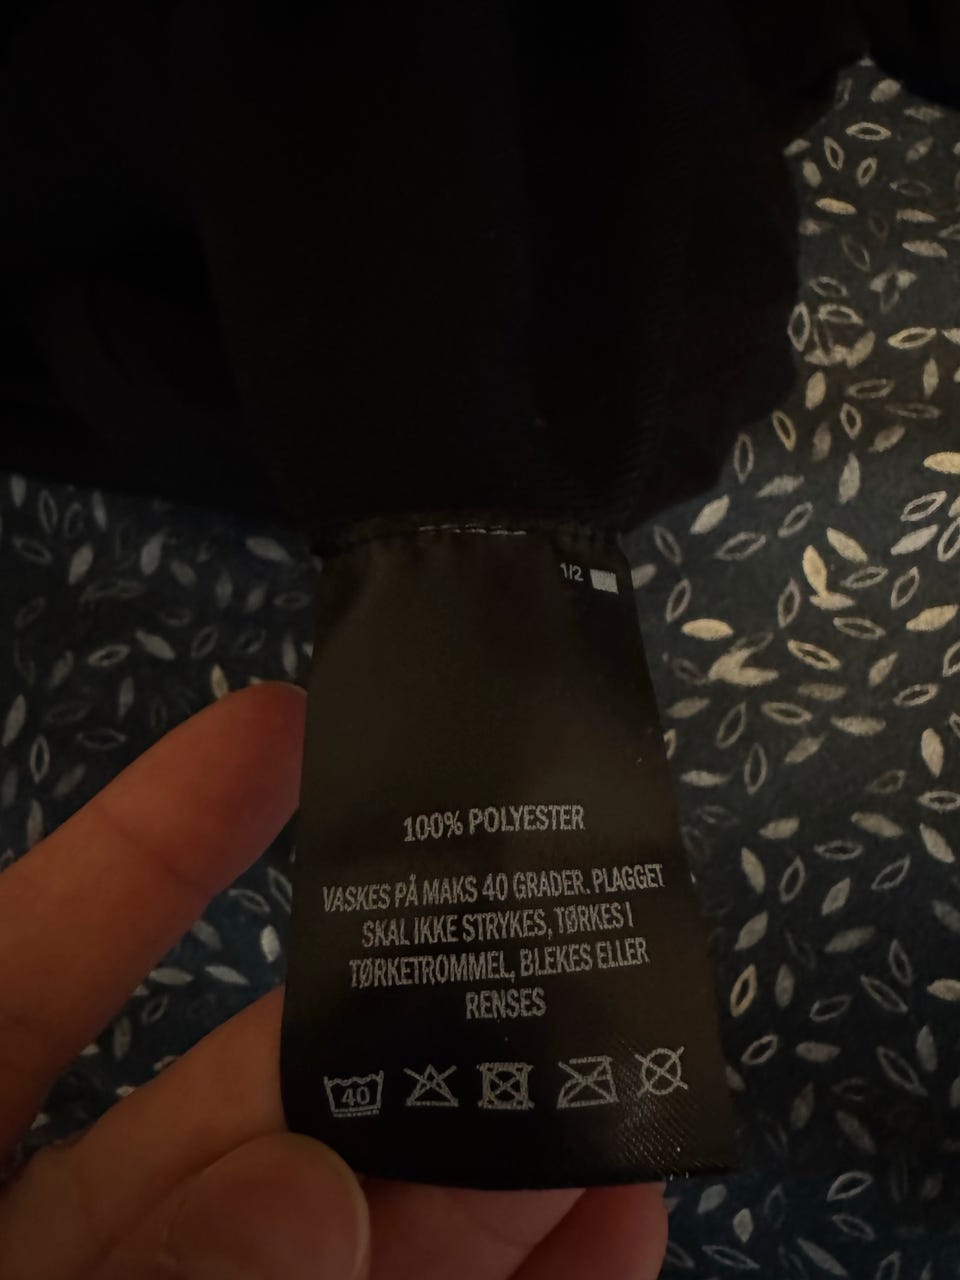 1/2
100% POLYESTER
VASKES PÅ MAKS 40 GRADER. PLAGGET
SKAL IKKE STRYKES, TØRKES I
TØRKETROMMEL, BLEKES ELLER
RENSES
40